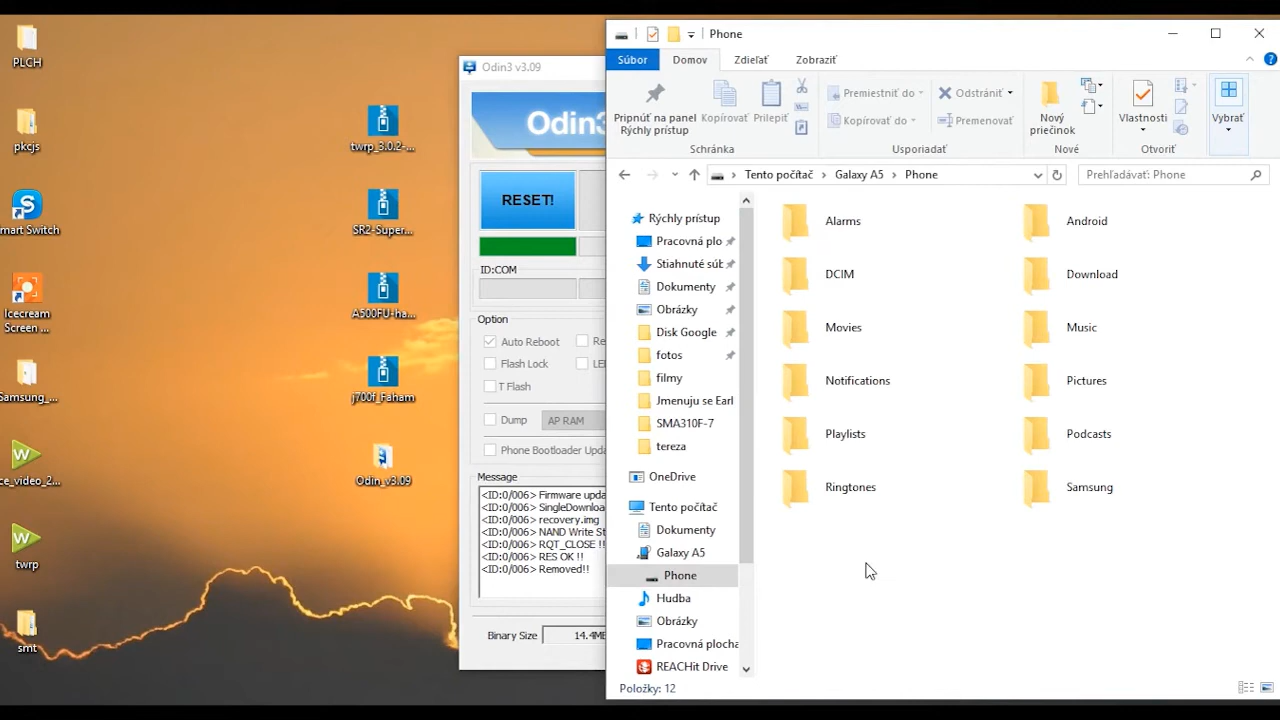 PLCH
pkcjs
mart Switch
Icecream
Screen ...
Samsung_...
ce_video_2...
twrp
smt
twrp_3.0.2-...
SR2-Super...
A500FU-ha...
j700f_Faham
Odin_v3.09
Odin3 v3.09
Odin3
RESET!
ID:COM
Option
Auto Reboot
Re
Flash Lock
LE
T Flash
Dump
AP RAM
Phone Bootloader Upda
Message
<ID:0/006> Firmware upda
<ID:0/006> SingleDownloa
<ID:0/006> recovery.img
<ID:0/006> NAND Write St
<ID:0/006> RQT_CLOSE !!
<ID:0/006> RES OK !!
<ID:0/006> Removed!!
Binary Size
14.4MB
Phone
Súbor
Domov
Zdieľať
Zobraziť
Pripnúť na panel
Rýchly prístup
Kopírovať
Prilepiť
Schránka
Premiestniť do
Kopírovať do
Odstrániť
Premenovať
Usporiadať
Nový
priečinok
Nové
Vlastnosti
Otvoriť
Vybrať
Tento počítač
Galaxy A5
Phone
Prehľadávať: Phone
Rýchly prístup
Pracovná plo
Stiahnuté súb
Dokumenty
Obrázky
Disk Google
fotos
filmy
Jmenuju se Earl
SMA310F-7
tereza
OneDrive
Tento počítač
Dokumenty
Galaxy A5
Phone
Hudba
Obrázky
Pracovná plocha
REACHit Drive
Alarms
Android
DCIM
Download
Movies
Music
Notifications
Pictures
Playlists
Podcasts
Ringtones
Samsung
Položky: 12